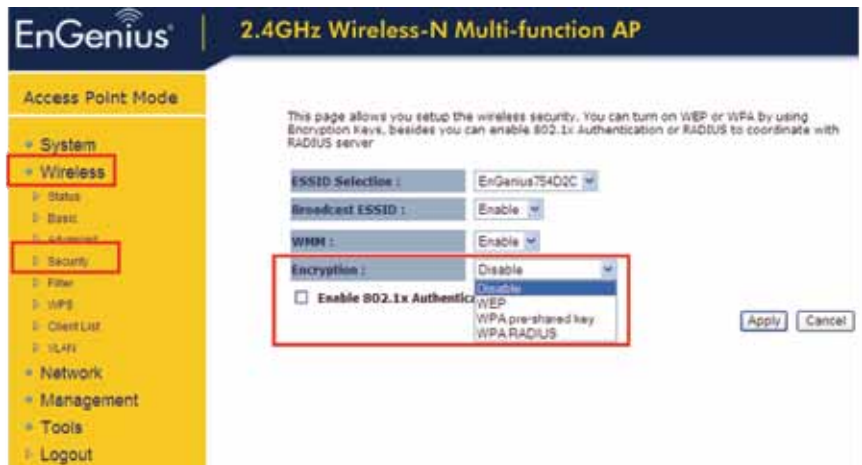 EnGenius
2.4GHz Wireless-N Multi-function AP
Access Point Mode
System
Wireless
Status
Basic
Advanced
Security
Filter
WPS
Client List
VLAN
Network
Management
Tools
Logout
This page allows you setup the wireless security. You can turn on WEP or WPA by using
Encryption Keys, besides you can enable 802.1x Authentication or RADIUS to coordinate with
RADIUS server
ESSID Selection : EnGenius754D2C
Broadcast ESSID : Enable
WMM : Enable
Encryption : Disable
Disable
WEP
WPA pre-shared key
WPA RADIUS
Enable 802.1x Authentica
Apply Cancel